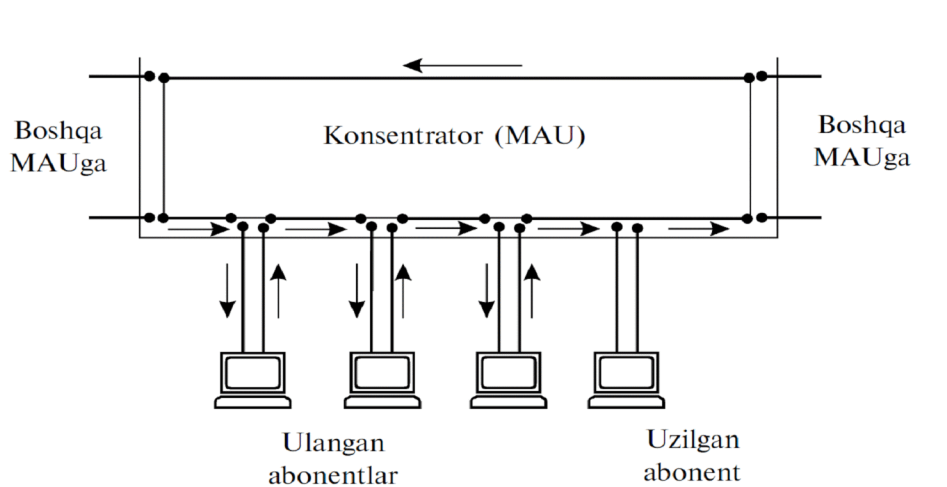 Boshqa
MAUga
Konsentrator (MAU)
Boshqa
MAUga
Ulangan
abonentlar
Uzilgan
abonent